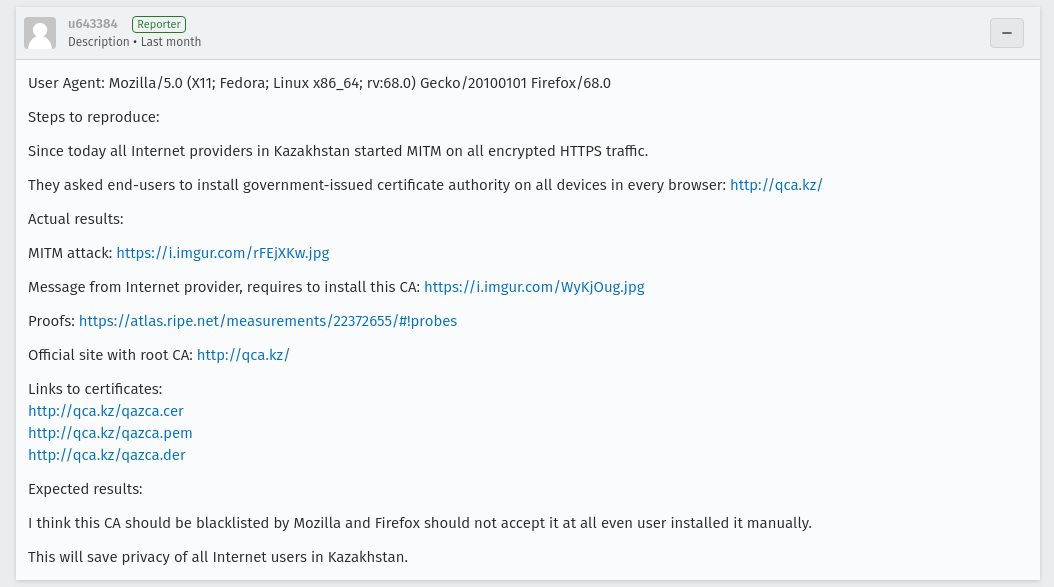 u643384 Reporter
Description • Last month
User Agent: Mozilla/5.0 (X11; Fedora; Linux x86_64; rv:68.0) Gecko/20100101 Firefox/68.0
Steps to reproduce:
Since today all Internet providers in Kazakhstan started MITM on all encrypted HTTPS traffic.
They asked end-users to install government-issued certificate authority on all devices in every browser: http://qca.kz/
Actual results:
MITM attack: https://i.imgur.com/rFEjXKw.jpg
Message from Internet provider, requires to install this CA: https://i.imgur.com/WyKjOug.jpg
Proofs: https://atlas.ripe.net/measurements/22372655/#!probes
Official site with root CA: http://qca.kz/
Links to certificates:
http://qca.kz/qazca.cer
http://qca.kz/qazca.pem
http://qca.kz/qazca.der
Expected results:
I think this CA should be blacklisted by Mozilla and Firefox should not accept it at all even user installed it manually.
This will save privacy of all Internet users in Kazakhstan.